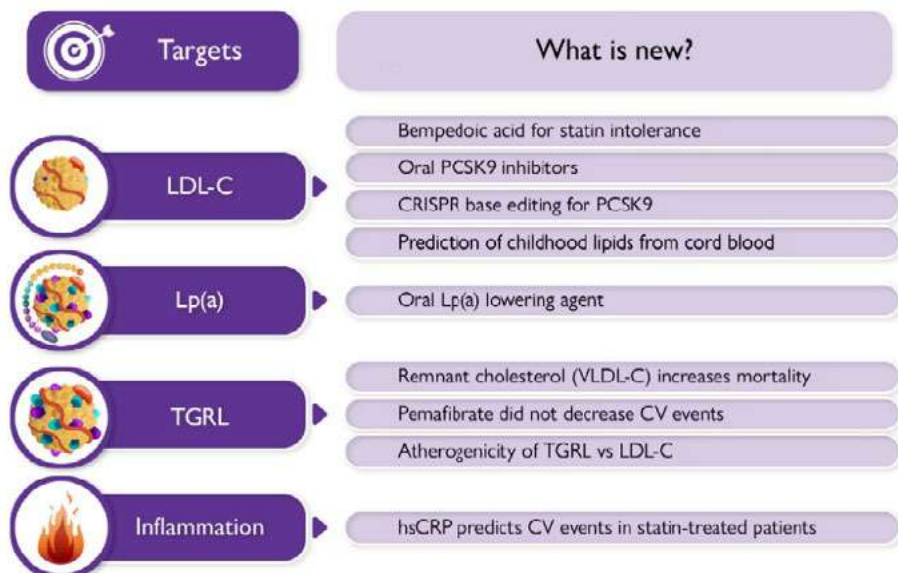 Targets
What is new?
LDL-C
Bempedoic acid for statin intolerance
Oral PCSK9 inhibitors
CRISPR base editing for PCSK9
Prediction of childhood lipids from cord blood
Lp(a)
Oral Lp(a) lowering agent
TGRL
Remnant cholesterol (VLDL-C) increases mortality
Pemafibrate did not decrease CV events
Atherogenicity of TGRL vs LDL-C
Inflammation
hsCRP predicts CV events in statin-treated patients